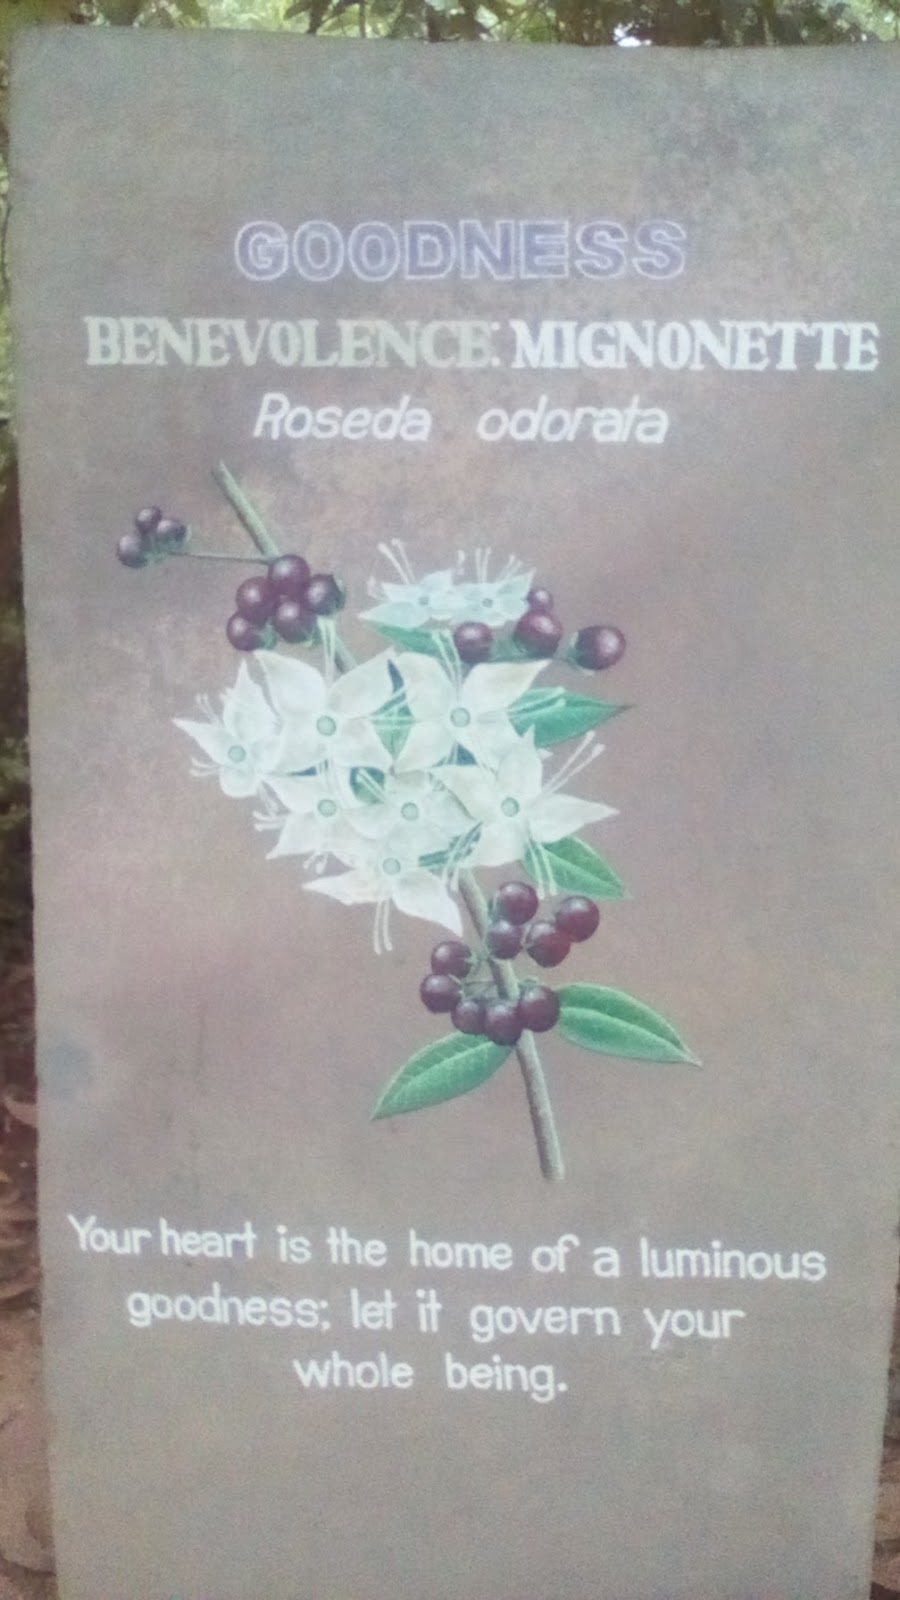 GOODNESS
BENEVOLENCE: MIGNONETTE
Roseda odorata
Your heart is the home of a luminous
goodness; let it govern your
whole being.